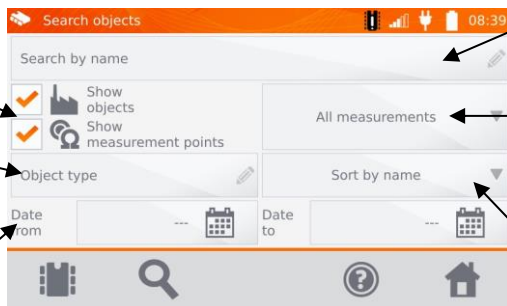 Search objects 08:39
Search by name
Show
objects
Show
measurement points
All measurements
Object type
Sort by name
Date
from
---
Date
to
---